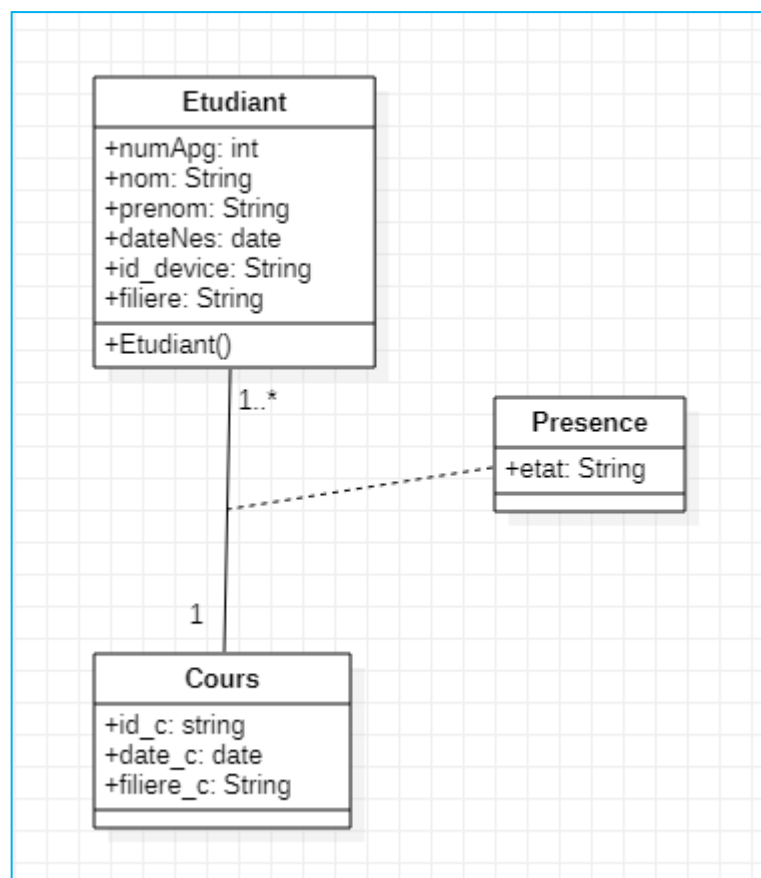 Etudiant
+numApg: int
+nom: String
+prenom: String
+dateNes: date
+id_device: String
+filiere: String
+Etudiant()
1..*
Presence
+etat: String
1
Cours
+id_c: string
+date_c: date
+filiere_c: String